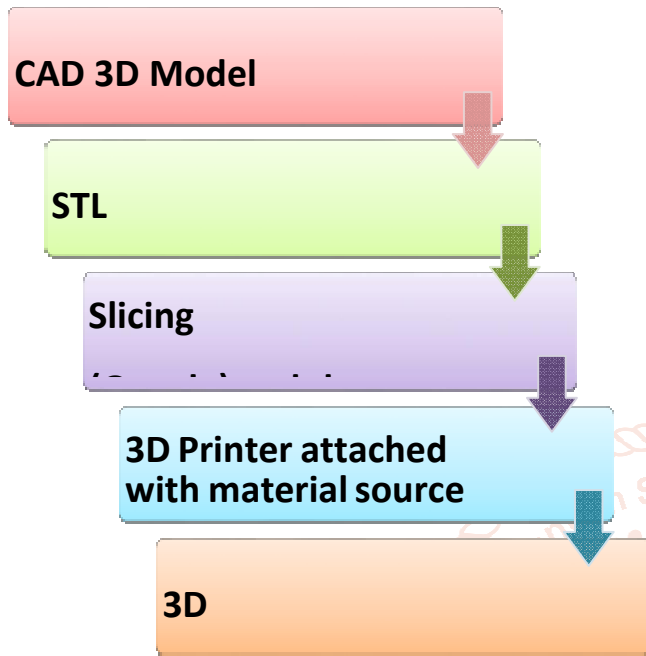 CAD 3D Model
STL
Slicing
3D Printer attached
with material source
3D